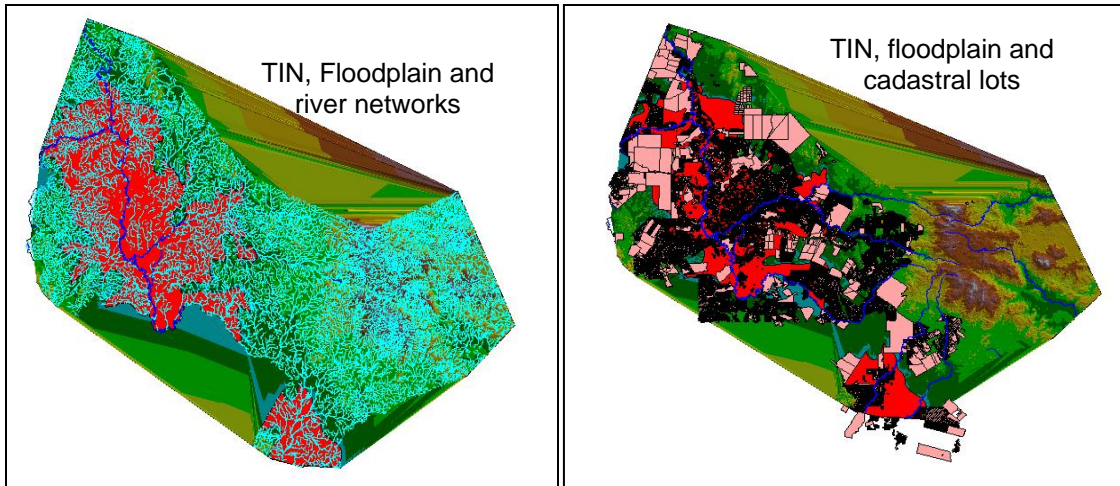 TIN, Floodplain and
river networks
TIN, floodplain and
cadastral lots